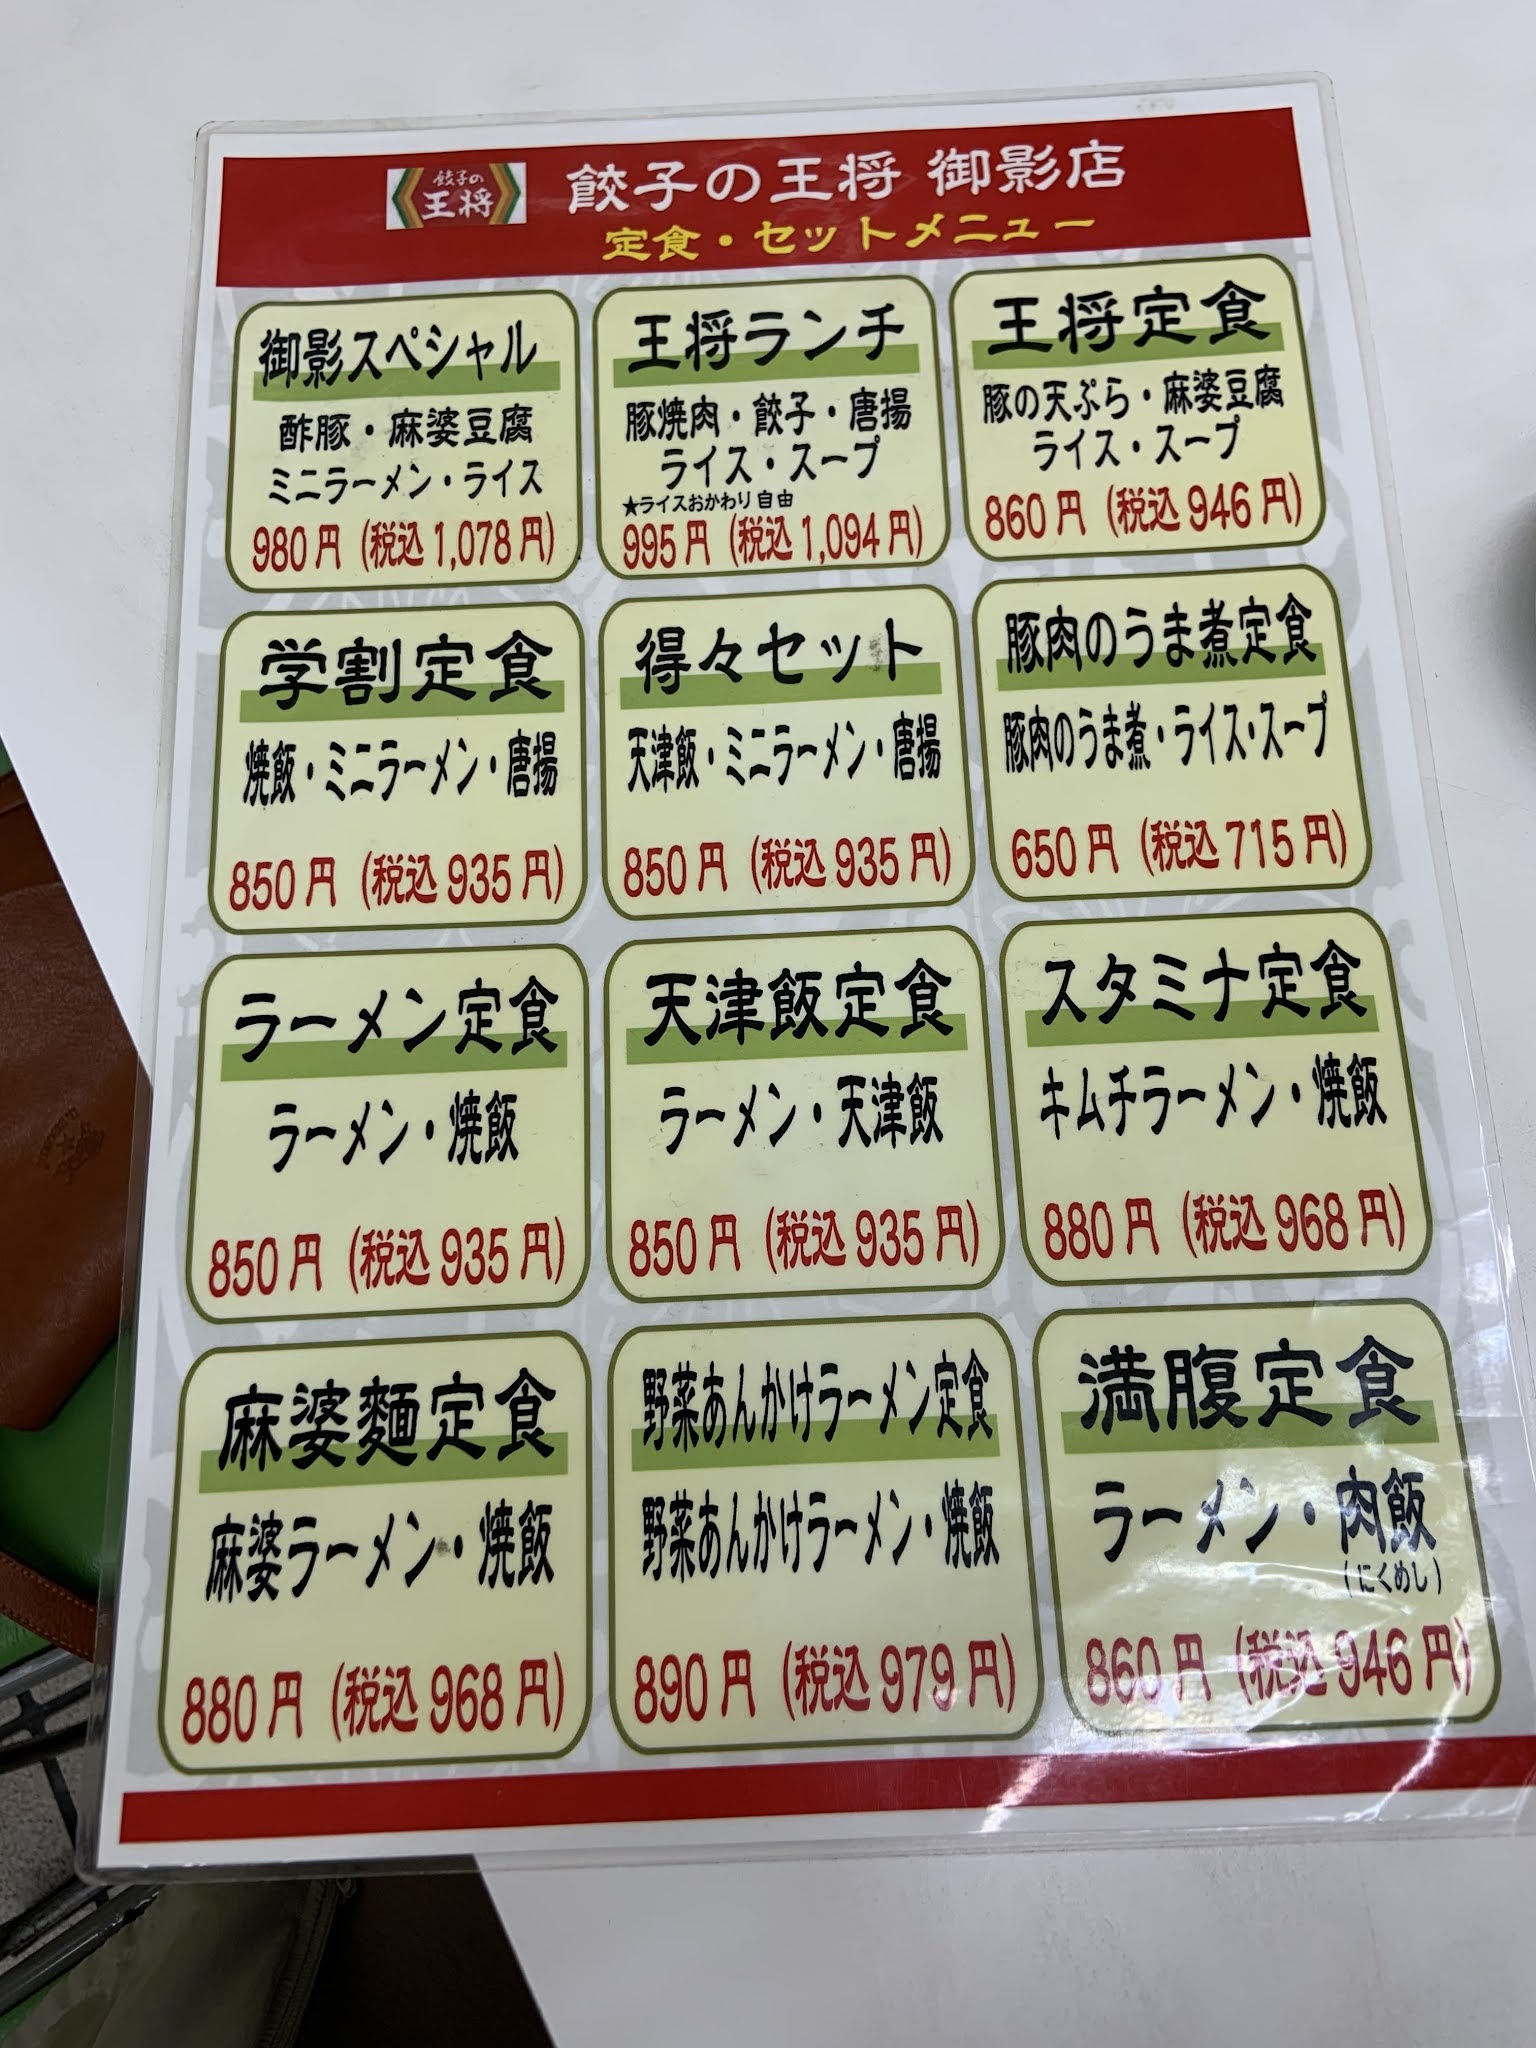 餃子の
王将
餃子の王将 御影店
定食・セットメニュー
御影スペシャル
酢豚・麻婆豆腐
ミニラーメン・ライス
980円 (税込1,078円)
王将ランチ
豚焼肉・餃子・唐揚
ライス・スープ
★ライスおかわり自由
995円 (税込1,094円)
王将定食
豚の天ぷら・麻婆豆腐
ライス・スープ
860円 (税込946円)
学割定食
焼飯・ミニラーメン・唐揚
850円 (税込935円)
得々セット
天津飯・ミニラーメン・唐揚
850円 (税込935円)
豚肉のうま煮定食
豚肉のうま煮・ライス・スープ
650円 (税込715円)
ラーメン定食
ラーメン・焼飯
850円 (税込935円)
天津飯定食
ラーメン・天津飯
850円 (税込935円)
スタミナ定食
キムチラーメン・焼飯
880円 (税込968円)
麻婆麵定食
麻婆ラーメン・焼飯
880円 (税込968円)
野菜あんかけラーメン定食
野菜あんかけラーメン・焼飯
890円 (税込979円)
満腹定食
ラーメン・肉飯
(にくめし)
860円 (税込946円)